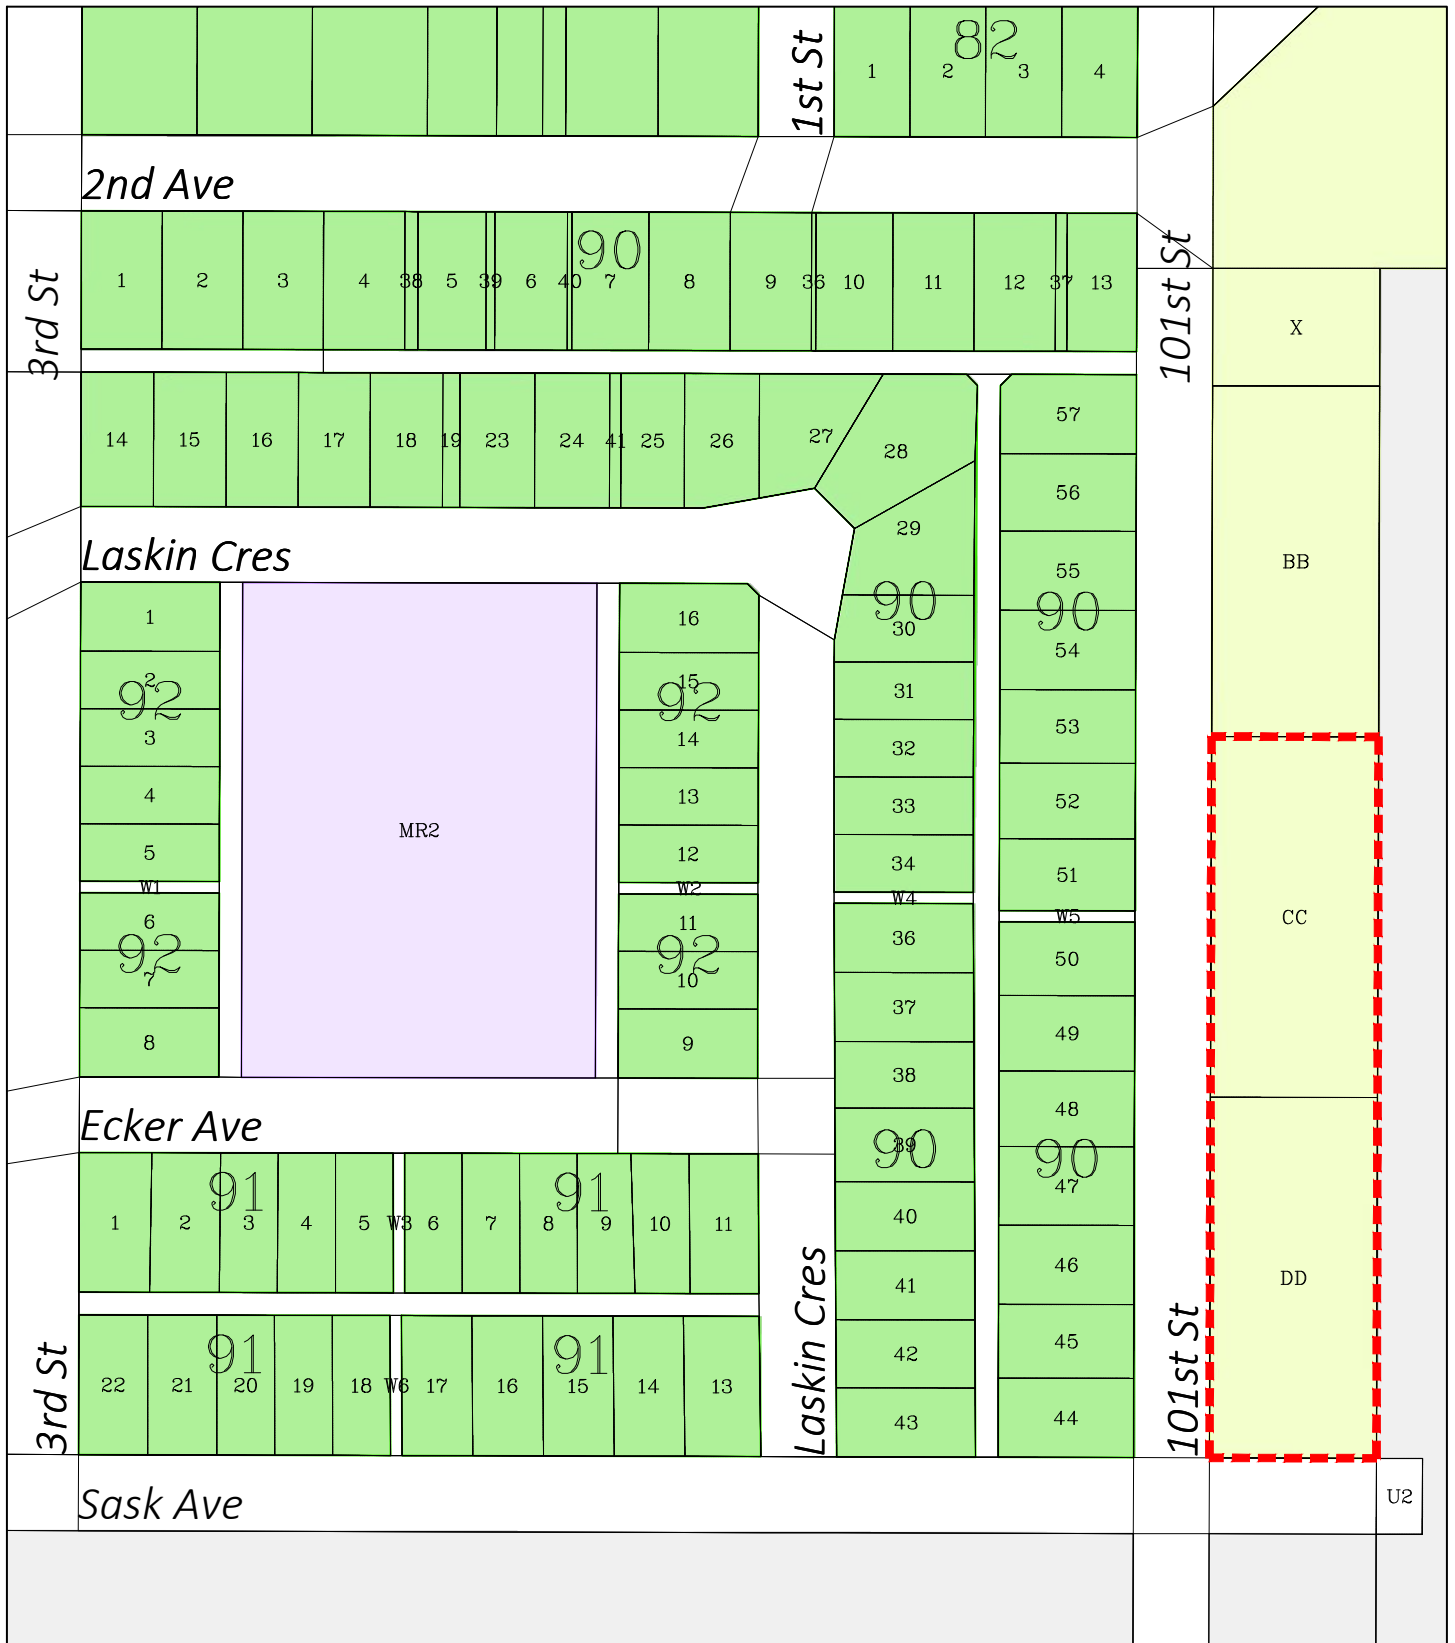 1st St
82
1 2 3 4
2nd Ave
3rd St
90
101st St
1 2 3 4 38 5 39 6 40 7 8 9 36 10 11 12 37 13
X
14 15 16 17 18 19 23 24 41 25 26 27 28 57
56
29
Laskin Cres
BB
55
90 90
1 16 30
54
2 15 31
92 92
3 14 32 53
4 13 33 52
MR2
5 12 34 51
W1 W2 W4 W5
6 11 36 50 CC
92 92
7 10 37 49
8 9 38 48
Ecker Ave
39
90 90
47
91 91
1 2 3 4 5 W3 6 7 8 9 10 11 40
46
41 DD
Laskin Cres
101st St
45
42
3rd St
91 91
22 21 20 19 18 W6 17 16 15 14 13
43 44
Sask Ave
U2